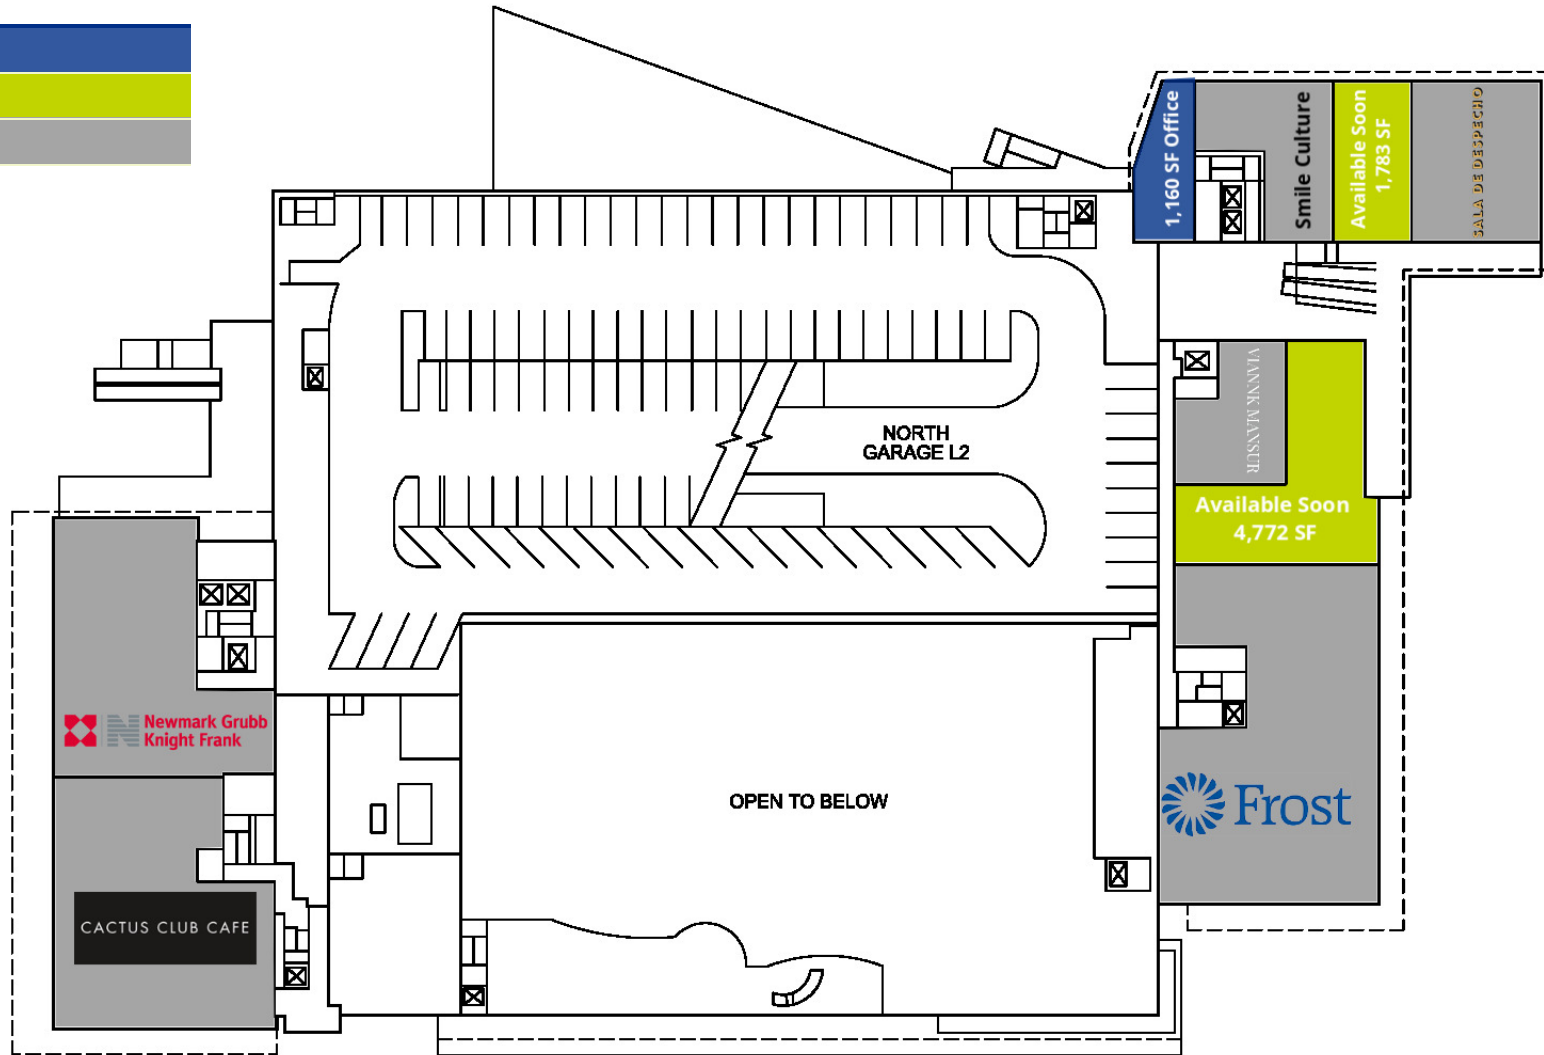 1,160 SF Office
Smile Culture
Available Soon
1,783 SF
SALA DE DESPECHO
NORTH
GARAGE L2
VIANNK MANSUR
Available Soon
4,772 SF
Newmark Grubb
Knight Frank
OPEN TO BELOW
Frost
CACTUS CLUB CAFE